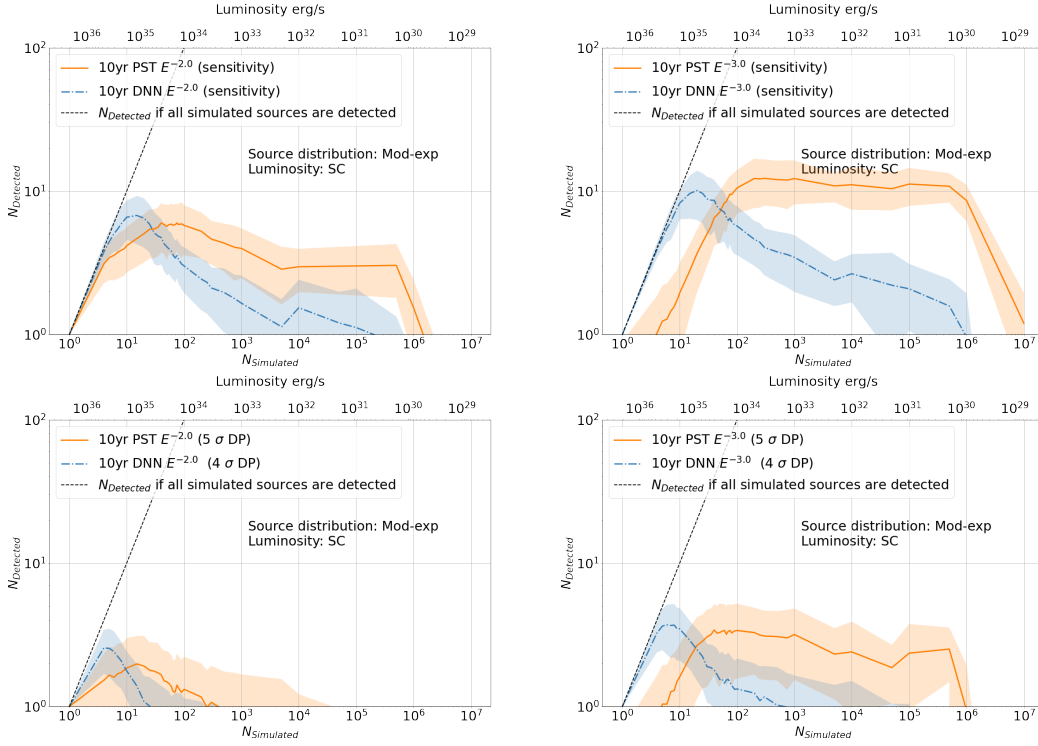 Luminosity erg/s
10^36 10^35 10^34 10^33 10^32 10^31 10^30 10^29
10^2
10yr PST E^−2.0 (sensitivity)
10yr DNN E^−2.0 (sensitivity)
N_Detected if all simulated sources are detected
Source distribution: Mod-exp
Luminosity: SC
10^1
N_Detected
10^0
10^0 10^1 10^2 10^3 10^4 10^5 10^6 10^7
N_Simulated
Luminosity erg/s
10^36 10^35 10^34 10^33 10^32 10^31 10^30 10^29
10^2
10yr PST E^−3.0 (sensitivity)
10yr DNN E^−3.0 (sensitivity)
N_Detected if all simulated sources are detected
Source distribution: Mod-exp
Luminosity: SC
10^1
N_Detected
10^0
10^0 10^1 10^2 10^3 10^4 10^5 10^6 10^7
N_Simulated
Luminosity erg/s
10^36 10^35 10^34 10^33 10^32 10^31 10^30 10^29
10^2
10yr PST E^−2.0 (5 σ DP)
10yr DNN E^−2.0 (4 σ DP)
N_Detected if all simulated sources are detected
Source distribution: Mod-exp
Luminosity: SC
10^1
N_Detected
10^0
10^0 10^1 10^2 10^3 10^4 10^5 10^6 10^7
N_Simulated
Luminosity erg/s
10^36 10^35 10^34 10^33 10^32 10^31 10^30 10^29
10^2
10yr PST E^−3.0 (5 σ DP)
10yr DNN E^−3.0 (4 σ DP)
N_Detected if all simulated sources are detected
Source distribution: Mod-exp
Luminosity: SC
10^1
N_Detected
10^0
10^0 10^1 10^2 10^3 10^4 10^5 10^6 10^7
N_Simulated